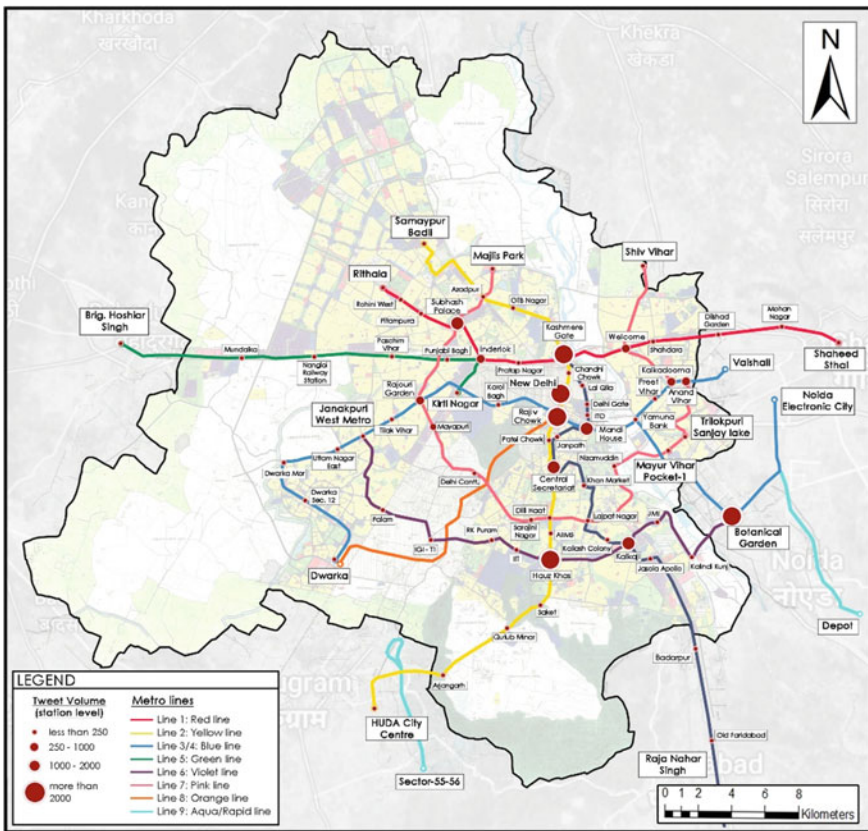 Kharkhoda
खरखौदा
Khekra
खेकडा
N
Sirora
Salempur
सिरोरा
सलेमपुर
Samaypur
Badli
Majlis Park
Shiv Vihar
Rithala
Azadpur
Rohini West
GTB Nagar
Subhash
Palace
Pitampura
Brig. Hoshiar
Singh
Kashmere
Gate
Welcome
Dilshad
Garden
Mohan
Nagar
Paschim
Vihar
Inderlok
Mundalka
Punjabi Bagh
Shahdara
Shaheed
Sthal
Nangloi
Railway
Station
Pratap Nagar
Chandni
Chowk
Kalkadooma
Vaishali
New Delhi
Lal Qila
Preet
Vihar
Anand
Vihar
Rajouri
Garden
Kirti Nagar
Karol
Bagh
Delhi Gate
Noida
Electronic City
Janakpuri
West Metro
Rajiv
Chowk
ITO
Yamuna
Bank
Trilokpuri
Sanjay lake
Tilak Vihar
Mayapuri
Mandi
House
Patel Chowk
Janpath
Uttam Nagar
East
Nizamuddin
Mayur Vihar
Pocket-1
Dwarka Mor
Delhi Cantt.
Central
Secretariat
Khan Market
Dwarka
Sec. 12
Dilli Haat
Palam
Sarojini
Nagar
Lajpat Nagar
JMI
RK Puram
AIIMS
Botanical
Garden
IGI - T1
IIT
Kailash Colony
Kalkaji
Noida
Dwarka
Hauz Khas
Jasola Apollo
Kalindi Kunj
नोएडा
Saket
Depot
Qutub Minar
Badarpur
Arjangarh
HUDA City
Centre
Old Faridabad
Sector-55-56
Raja Nahar
Singh
LEGEND
Tweet Volume
(station level)
less than 250
250 - 1000
1000 - 2000
more than
2000
Metro lines
Line 1: Red line
Line 2: Yellow line
Line 3/4: Blue line
Line 5: Green line
Line 6: Violet line
Line 7: Pink line
Line 8: Orange line
Line 9: Aqua/Rapid line
0 1 2 4 6 8
Kilometers